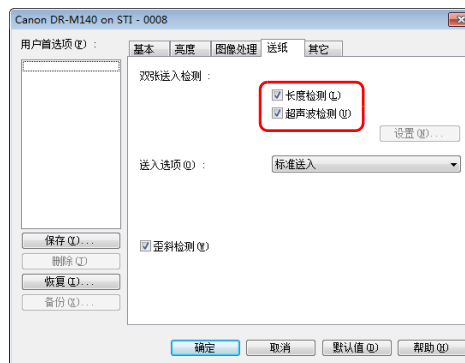 Canon DR-M140 on STI - 0008
用户首选项(P) :
基本 亮度 图像处理 送纸 其它
双张送入检测 :
长度检测(L)
超声波检测(U)
设置(W)...
送入选项(O) :
标准送入
保存(Y)...
删除(J)
恢复(I)...
备份(X)...
歪斜检测(Y)
确定 取消 默认值(D) 帮助(H)